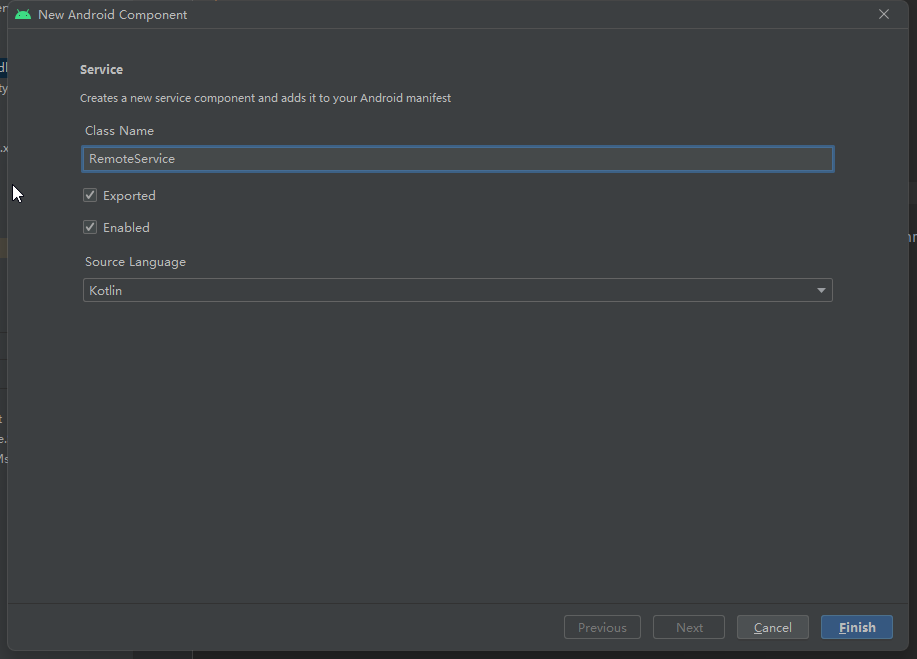 New Android Component
Service
Creates a new service component and adds it to your Android manifest
Class Name
RemoteService
Exported
Enabled
Source Language
Kotlin
Previous
Next
Cancel
Finish